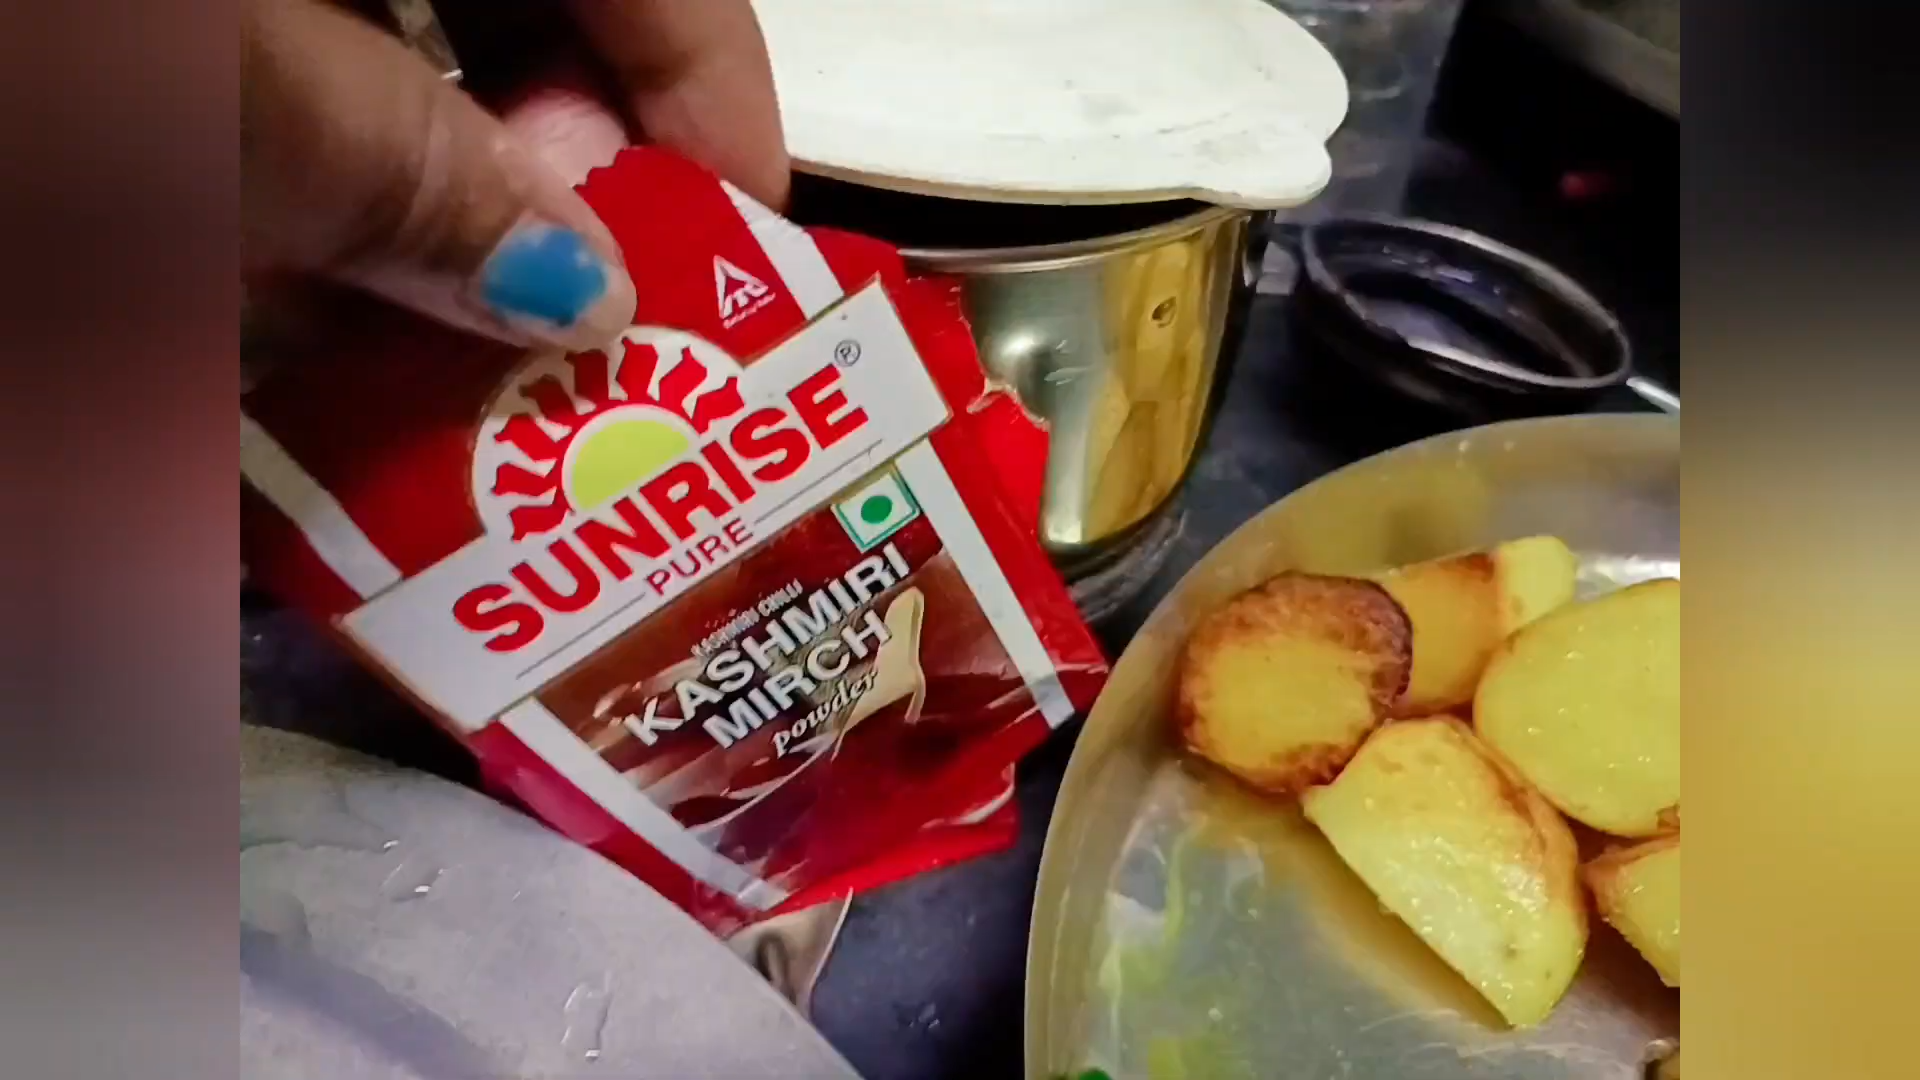 SUNRISE®
PURE
KASHMIRI CHILLI
KASHMIRI
MIRCH
powder